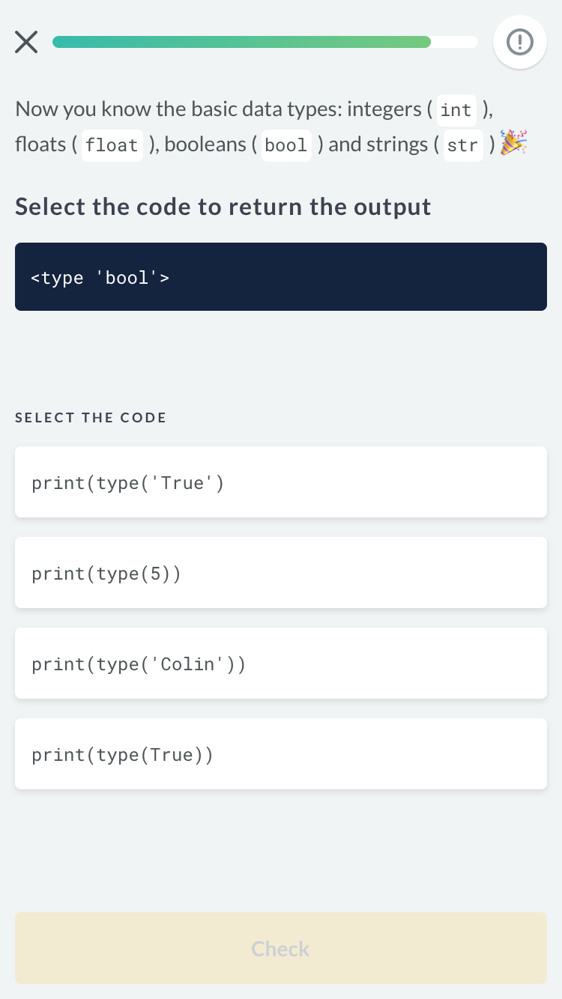 Now you know the basic data types: integers ( int ),
floats ( float ), booleans ( bool ) and strings ( str ) 🎉
Select the code to return the output
<type 'bool'>
SELECT THE CODE
print(type('True')
print(type(5))
print(type('Colin'))
print(type(True))
Check